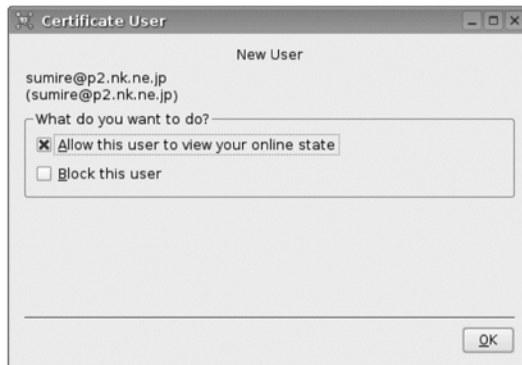 Certificate User
New User
sumire@p2.nk.ne.jp
(sumire@p2.nk.ne.jp)
What do you want to do?
Allow this user to view your online state
Block this user
OK